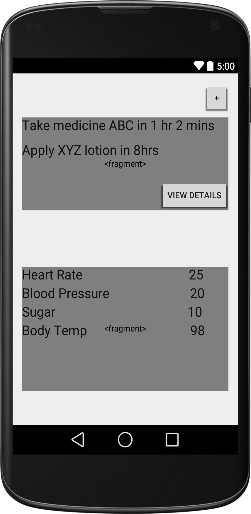 5:00
+
Take medicine ABC in 1 hr 2 mins
Apply XYZ lotion in 8hrs
<fragment>
VIEW DETAILS
Heart Rate 25
Blood Pressure 20
Sugar 10
Body Temp <fragment> 98